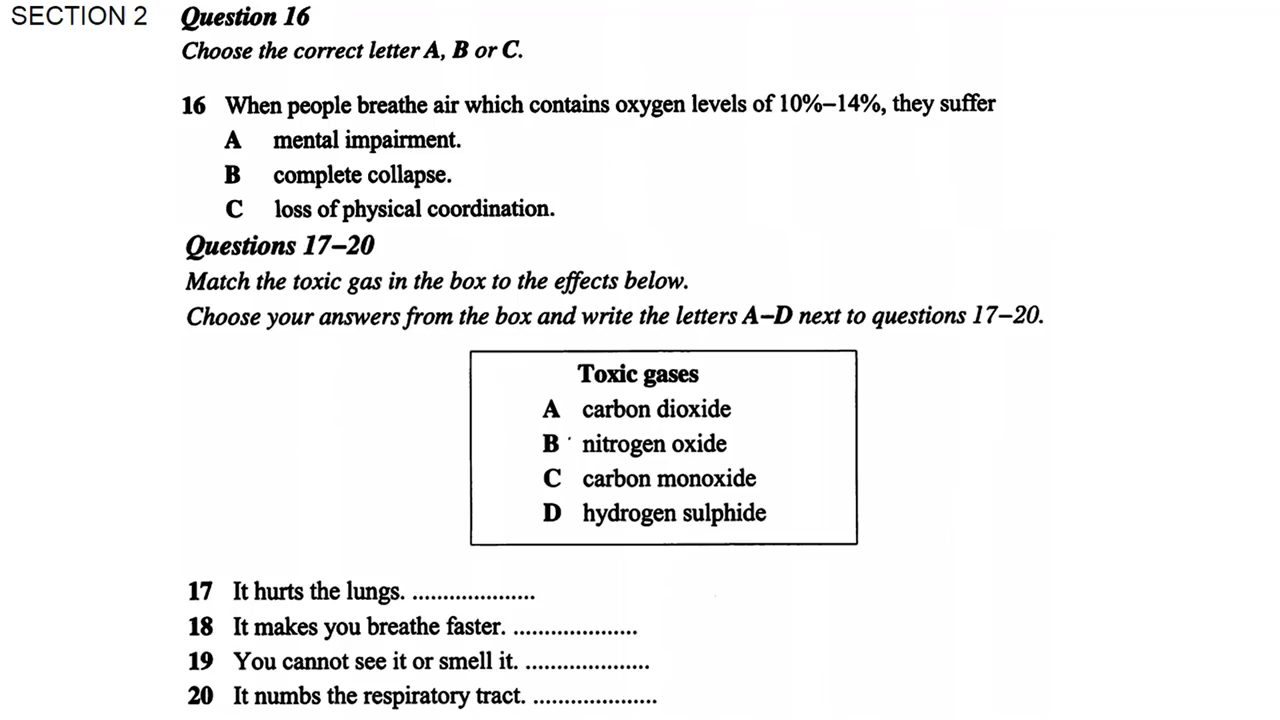 SECTION 2 Question 16
Choose the correct letter A, B or C.
16 When people breathe air which contains oxygen levels of 10%–14%, they suffer
A mental impairment.
B complete collapse.
C loss of physical coordination.
Questions 17–20
Match the toxic gas in the box to the effects below.
Choose your answers from the box and write the letters A–D next to questions 17–20.
Toxic gases
A carbon dioxide
B nitrogen oxide
C carbon monoxide
D hydrogen sulphide
17 It hurts the lungs. ....................
18 It makes you breathe faster. ....................
19 You cannot see it or smell it. ....................
20 It numbs the respiratory tract. ....................